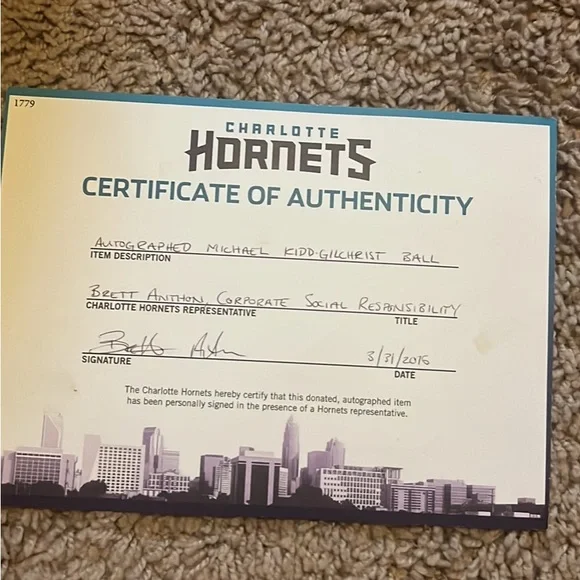 1779
CHARLOTTE
HORNETS
CERTIFICATE OF AUTHENTICITY
AUTOGRAPHED MICHAEL KIDD-GILCHRIST BALL
ITEM DESCRIPTION
BRETT ANTHON, CORPORATE SOCIAL RESPONSIBILITY
CHARLOTTE HORNETS REPRESENTATIVE TITLE
3/31/2015
SIGNATURE DATE
The Charlotte Hornets hereby certify that this donated, autographed item
has been personally signed in the presence of a Hornets representative.